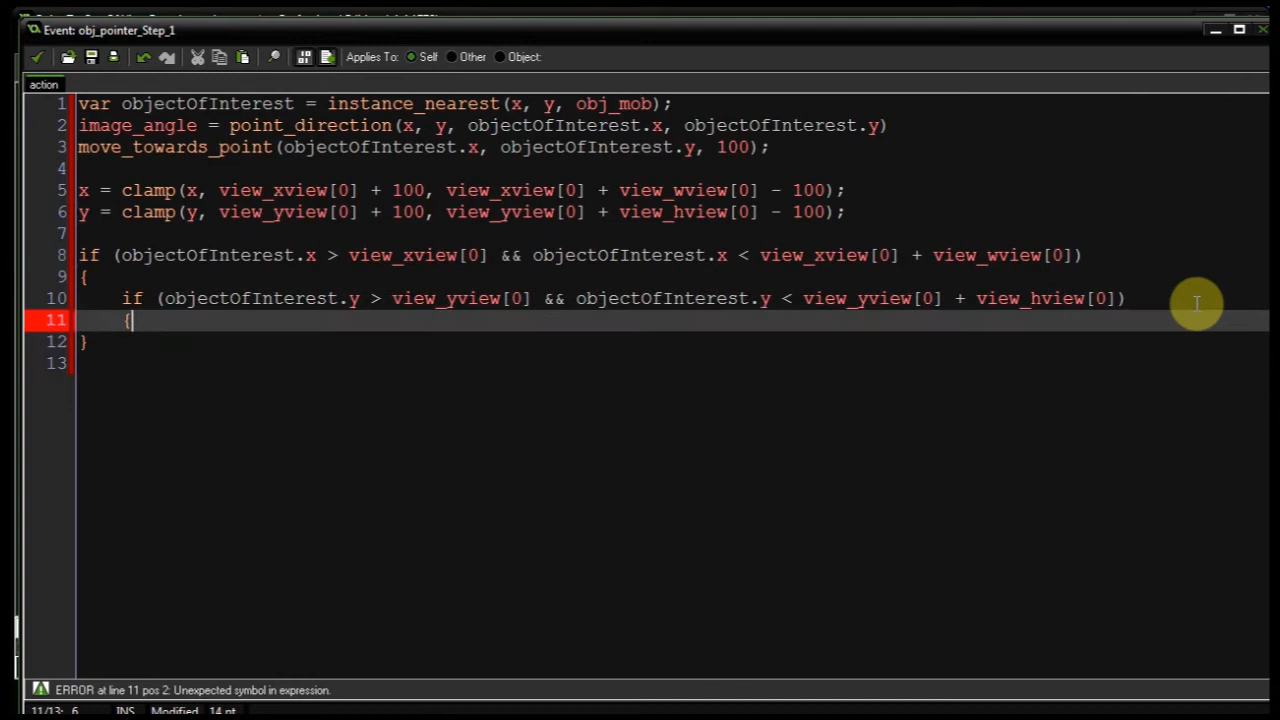 Event: obj_pointer_Step_1
Applies To: Self Other Object:
action
1 var objectOfInterest = instance_nearest(x, y, obj_mob);
2 image_angle = point_direction(x, y, objectOfInterest.x, objectOfInterest.y)
3 move_towards_point(objectOfInterest.x, objectOfInterest.y, 100);
4
5 x = clamp(x, view_xview[0] + 100, view_xview[0] + view_wview[0] - 100);
6 y = clamp(y, view_yview[0] + 100, view_yview[0] + view_hview[0] - 100);
7
8 if (objectOfInterest.x > view_xview[0] && objectOfInterest.x < view_xview[0] + view_wview[0])
9 {
10 if (objectOfInterest.y > view_yview[0] && objectOfInterest.y < view_yview[0] + view_hview[0])
11 {
12 }
13
ERROR at line 11 pos 2: Unexpected symbol in expression.
11/13: 6 INS Modified 14 pt